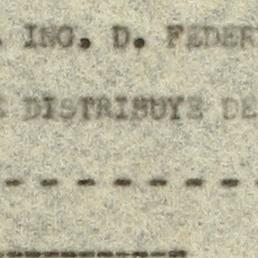 . ING. D. FEDER
E DISTRIBUYE DE
- - - - - - - -